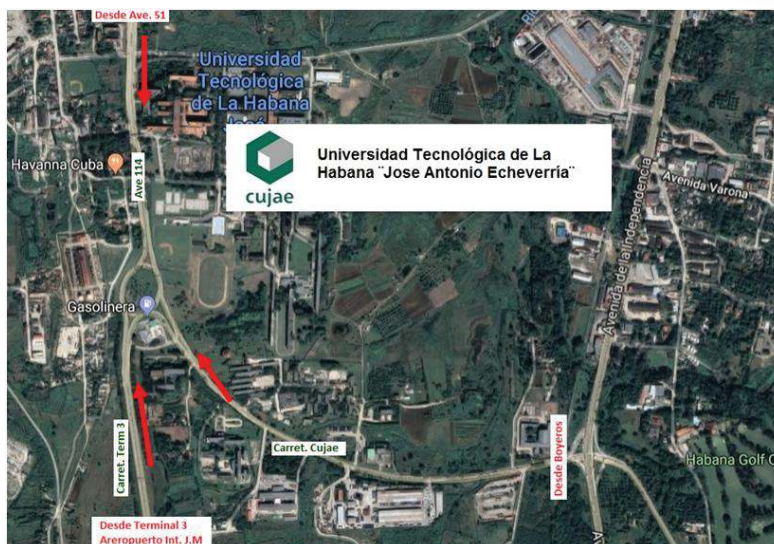 Desde Ave. 51
Universidad
Tecnológica
de La Habana
José
Havanna Cuba
Ave 114
cujae
Universidad Tecnológica de La
Habana ¨Jose Antonio Echeverría¨
Avenida Varona
Avenida de la Independencia
Gasolinera
Carret. Term 3
Carret. Cujae
Desde Boyeros
Habana Golf C
Desde Terminal 3
Areropuerto Int. J.M